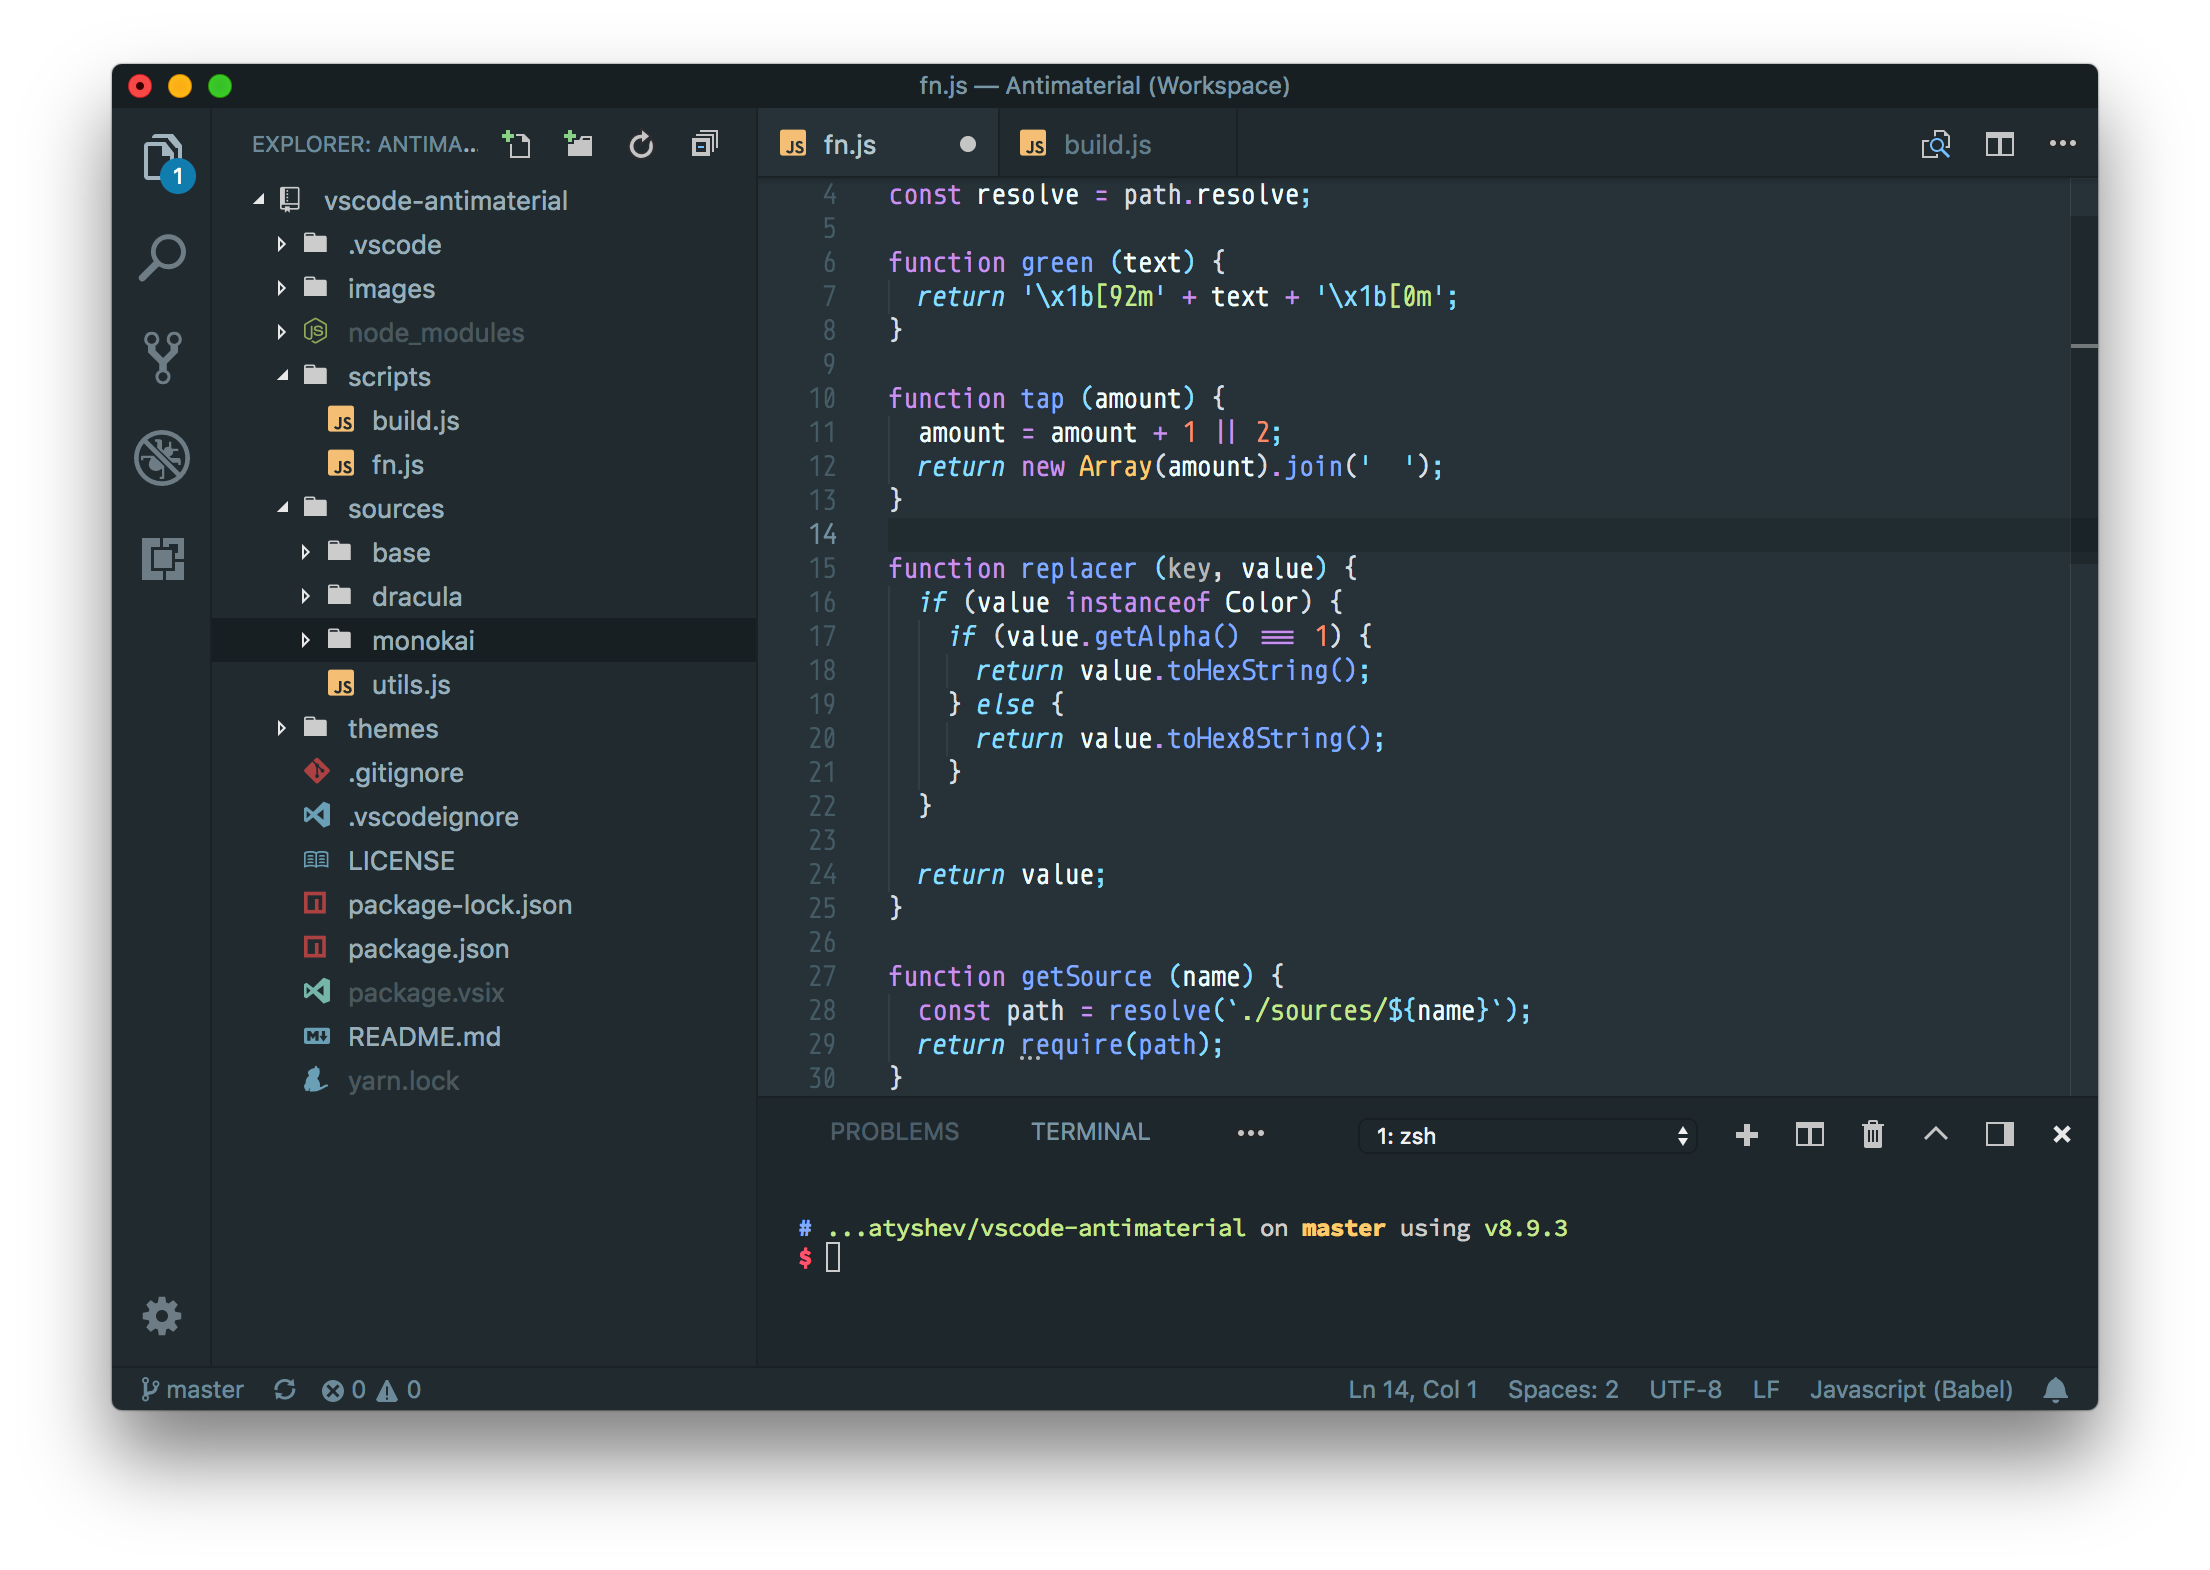 fn.js — Antimaterial (Workspace)
1
EXPLORER: ANTIMA...
vscode-antimaterial
.vscode
images
node_modules
scripts
JS build.js
JS fn.js
sources
base
dracula
monokai
JS utils.js
themes
.gitignore
.vscodeignore
LICENSE
package-lock.json
package.json
package.vsix
README.md
yarn.lock
JS fn.js
JS build.js
4 const resolve = path.resolve;
5
6 function green (text) {
7   return '\x1b[92m' + text + '\x1b[0m';
8 }
9
10 function tap (amount) {
11   amount = amount + 1 || 2;
12   return new Array(amount).join('  ');
13 }
14
15 function replacer (key, value) {
16   if (value instanceof Color) {
17     if (value.getAlpha() === 1) {
18       return value.toHexString();
19     } else {
20       return value.toHex8String();
21     }
22   }
23
24   return value;
25 }
26
27 function getSource (name) {
28   const path = resolve(`./sources/${name}`);
29   return require(path);
30 }
PROBLEMS TERMINAL ••• 1: zsh
# ...atyshev/vscode-antimaterial on master using v8.9.3
$
master 0 0 Ln 14, Col 1 Spaces: 2 UTF-8 LF Javascript (Babel)